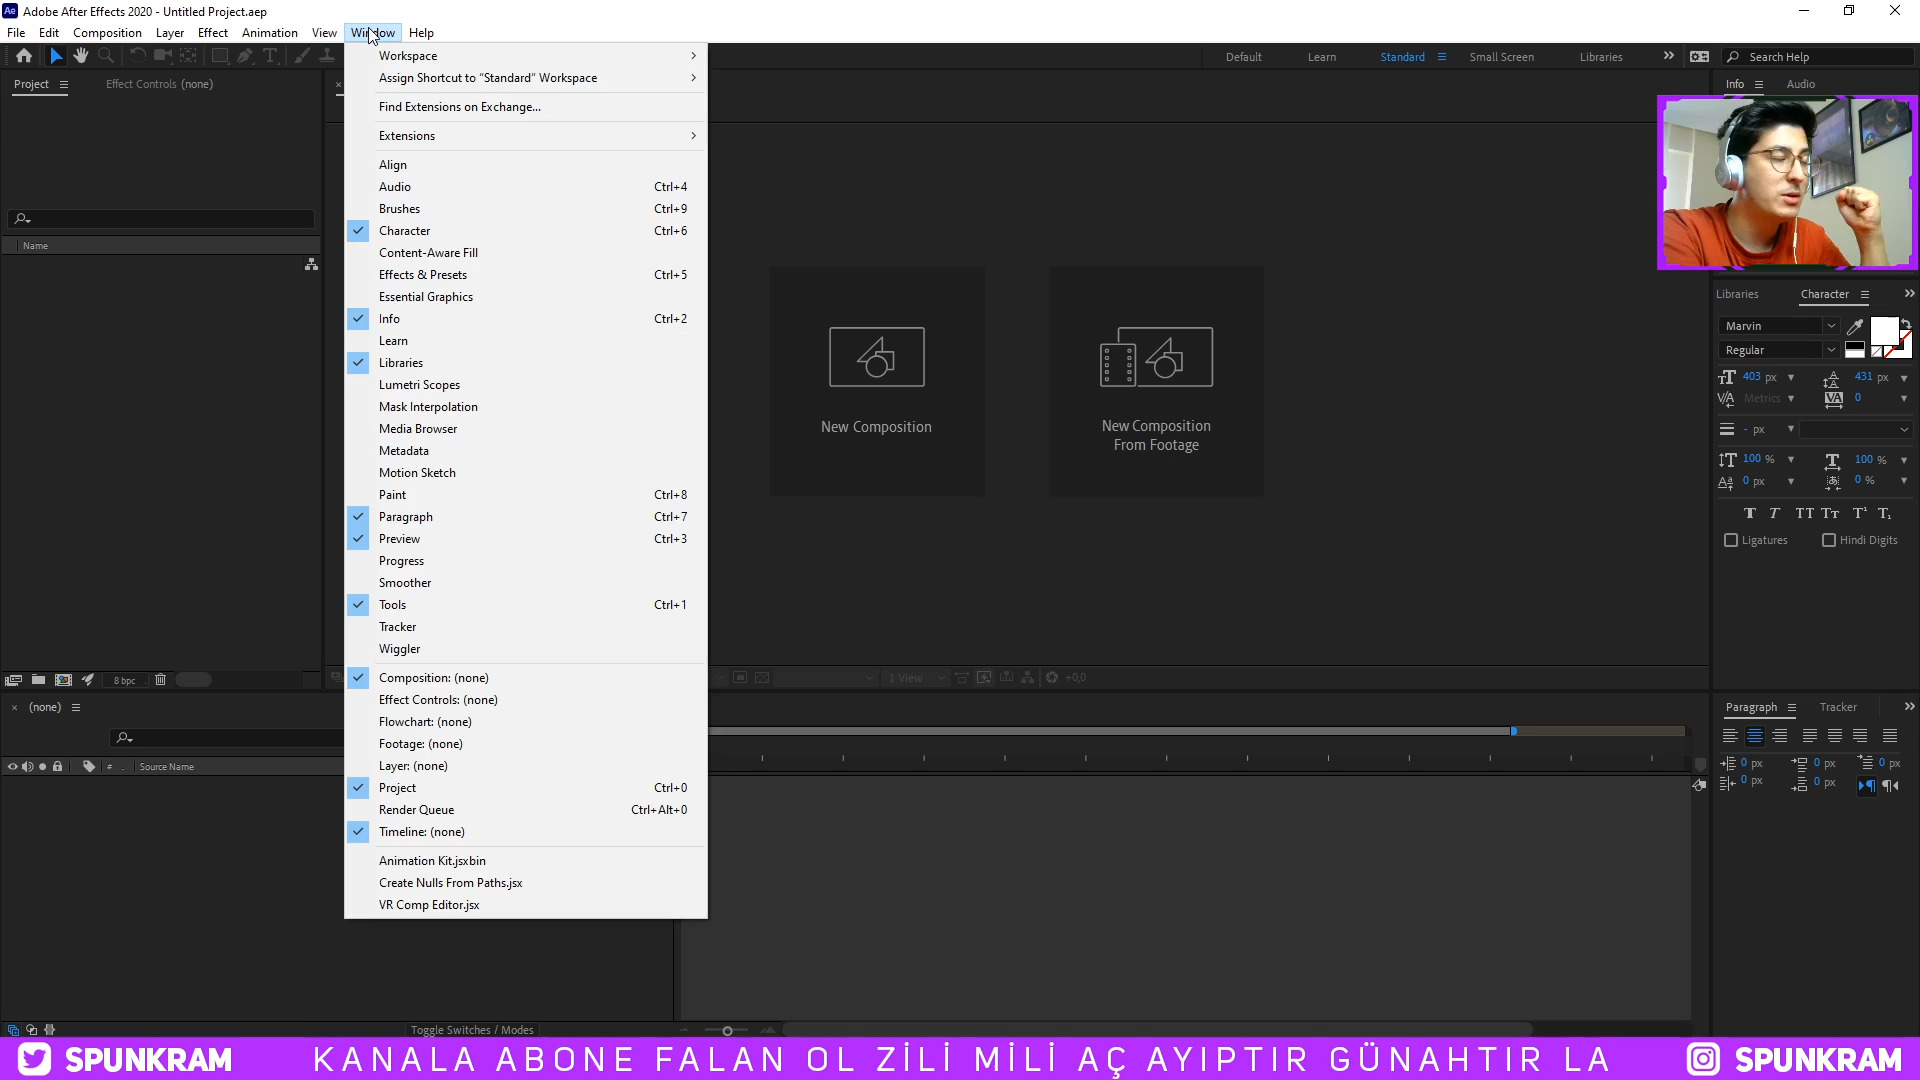 Adobe After Effects 2020 - Untitled Project.aep
File Edit Composition Layer Effect Animation View Window Help
Default Learn Standard Small Screen Libraries Search Help
Project Effect Controls (none)
Info Audio
Workspace
Assign Shortcut to “Standard” Workspace
Find Extensions on Exchange...
Extensions
Align
Audio Ctrl+4
Brushes Ctrl+9
Character Ctrl+6
Content-Aware Fill
Effects & Presets Ctrl+5
Essential Graphics
Info Ctrl+2
Learn
Libraries
Lumetri Scopes
Mask Interpolation
Media Browser
Metadata
Motion Sketch
Paint Ctrl+8
Paragraph Ctrl+7
Preview Ctrl+3
Progress
Smoother
Tools Ctrl+1
Tracker
Wiggler
Composition: (none)
Effect Controls: (none)
Flowchart: (none)
Footage: (none)
Layer: (none)
Project Ctrl+0
Render Queue Ctrl+Alt+0
Timeline: (none)
Animation Kit.jsxbin
Create Nulls From Paths.jsx
VR Comp Editor.jsx
Name
New Composition
New Composition
From Footage
Libraries Character
Marvin
Regular
403 px 431 px
Metrics 0
- px
100 % 100 %
0 px 0 %
T T TT Tt T¹ T₁
Ligatures Hindi Digits
8 bpc
1 View +0,0
(none)
# Source Name
Paragraph Tracker
0 px 0 px 0 px
0 px 0 px
Toggle Switches / Modes
SPUNKRAM KANALA ABONE FALAN OL ZİLİ MİLİ AÇ AYIPTIR GÜNAHTIR LA SPUNKRAM